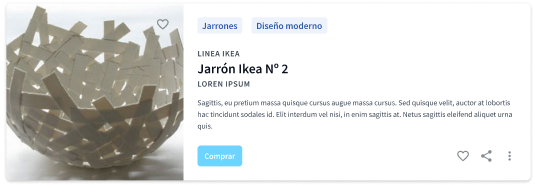 Jarrones Diseño moderno
LINEA IKEA
Jarrón Ikea Nº 2
LOREN IPSUM
Sagittis, eu pretium massa quisque cursus augue massa cursus. Sed quisque velit, auctor at lobortis
hac tincidunt sodales id. Elit interdum vel nisi, in enim sagittis at. Netus sagittis eleifend aliquet urna
quis.
Comprar